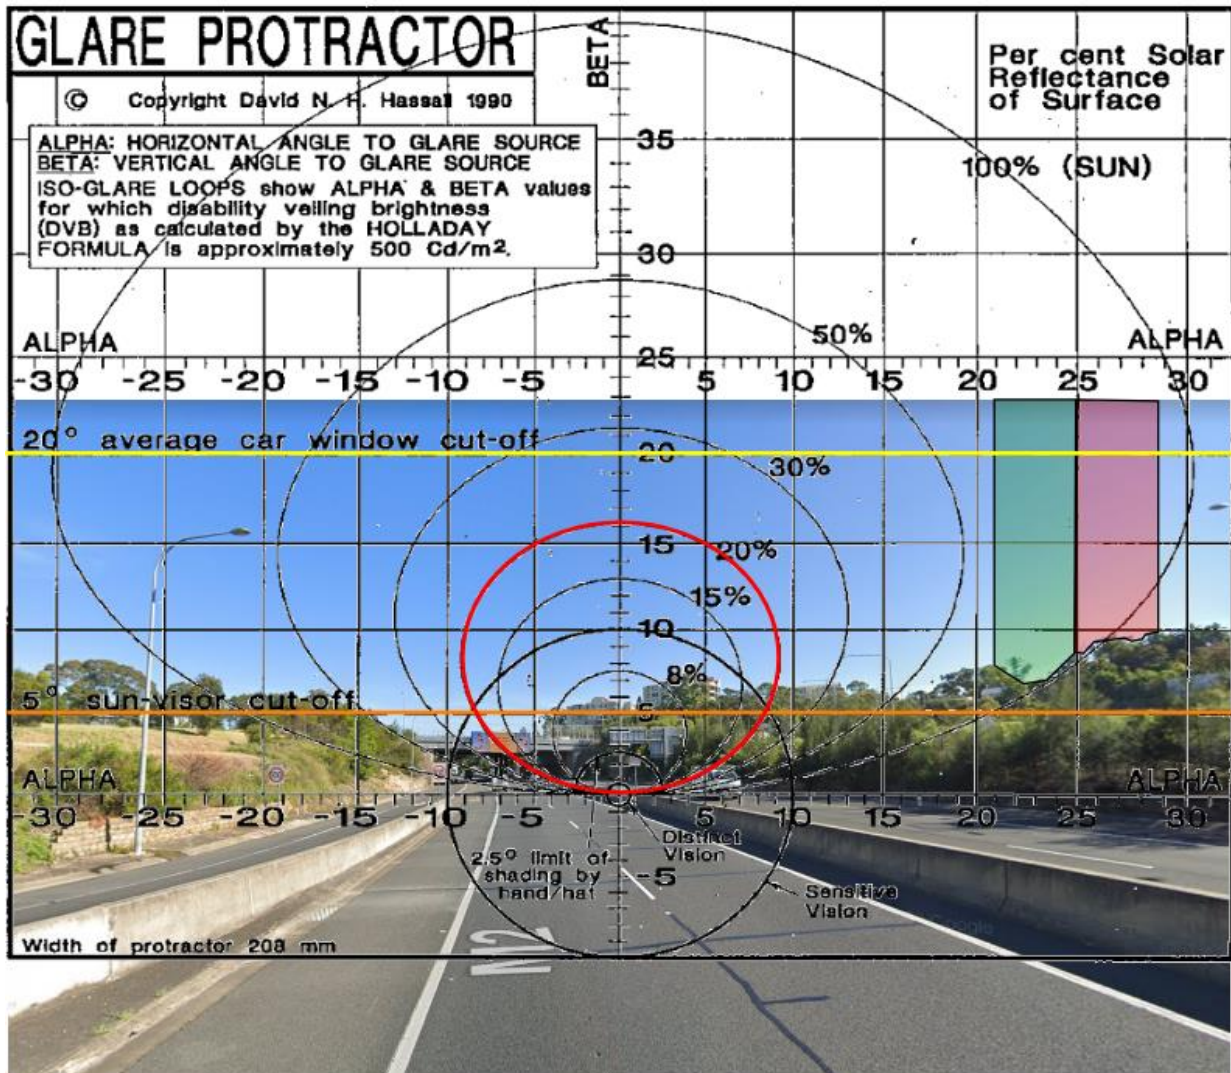 GLARE PROTRACTOR
© Copyright David N. H. Hassall 1990
ALPHA: HORIZONTAL ANGLE TO GLARE SOURCE
BETA: VERTICAL ANGLE TO GLARE SOURCE
ISO-GLARE LOOPS show ALPHA & BETA values
for which disability veiling brightness
(DVB) as calculated by the HOLLADAY
FORMULA is approximately 500 Cd/m².
BETA
Per cent Solar
Reflectance
of Surface
35
100% (SUN)
30
50%
ALPHA 25 ALPHA
-30 -25 -20 -15 -10 -5 5 10 15 20 25 30
20° average car window cut-off
20
30%
15
20%
15%
10
8%
5° sun-visor cut-off
5
ALPHA ALPHA
-30 -25 -20 -15 -10 -5 0 5 10 15 20 25 30
Distinct
Vision
2.5° limit of
shading by
hand/hat
-5
Sensitive
Vision
Width of protractor 208 mm
M2